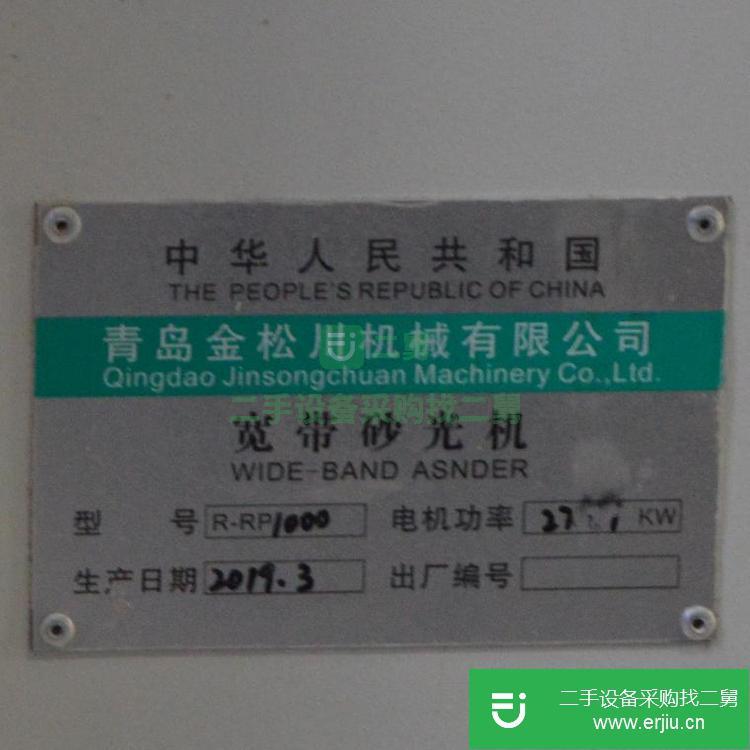 中华人民共和国
THE PEOPLE'S REPUBLIC OF CHINA
青岛金松川机械有限公司
Qingdao Jinsongchuan Machinery Co.,Ltd.
二舅
二手设备采购找二舅
宽带砂光机
WIDE-BAND ASNDER
型号 R-RP1000 电机功率 KW
生产日期 2019.3 出厂编号
二手设备采购找二舅
www.erjiu.cn